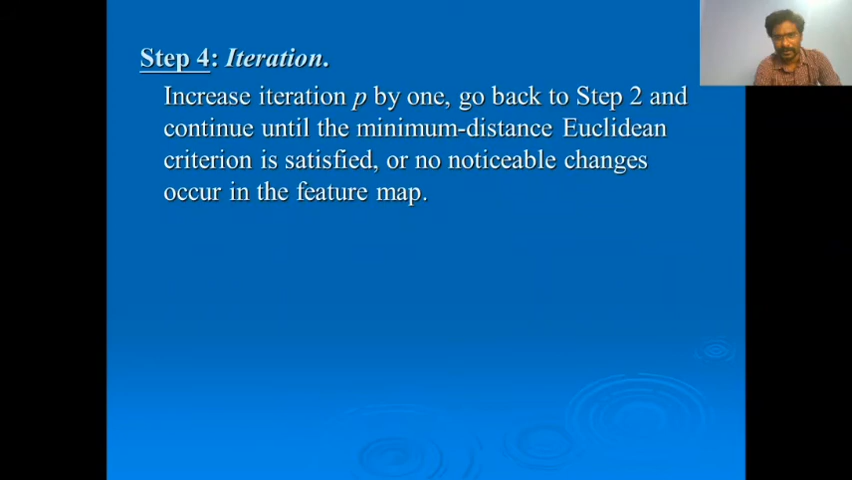 Step 4: Iteration.
Increase iteration p by one, go back to Step 2 and
continue until the minimum-distance Euclidean
criterion is satisfied, or no noticeable changes
occur in the feature map.